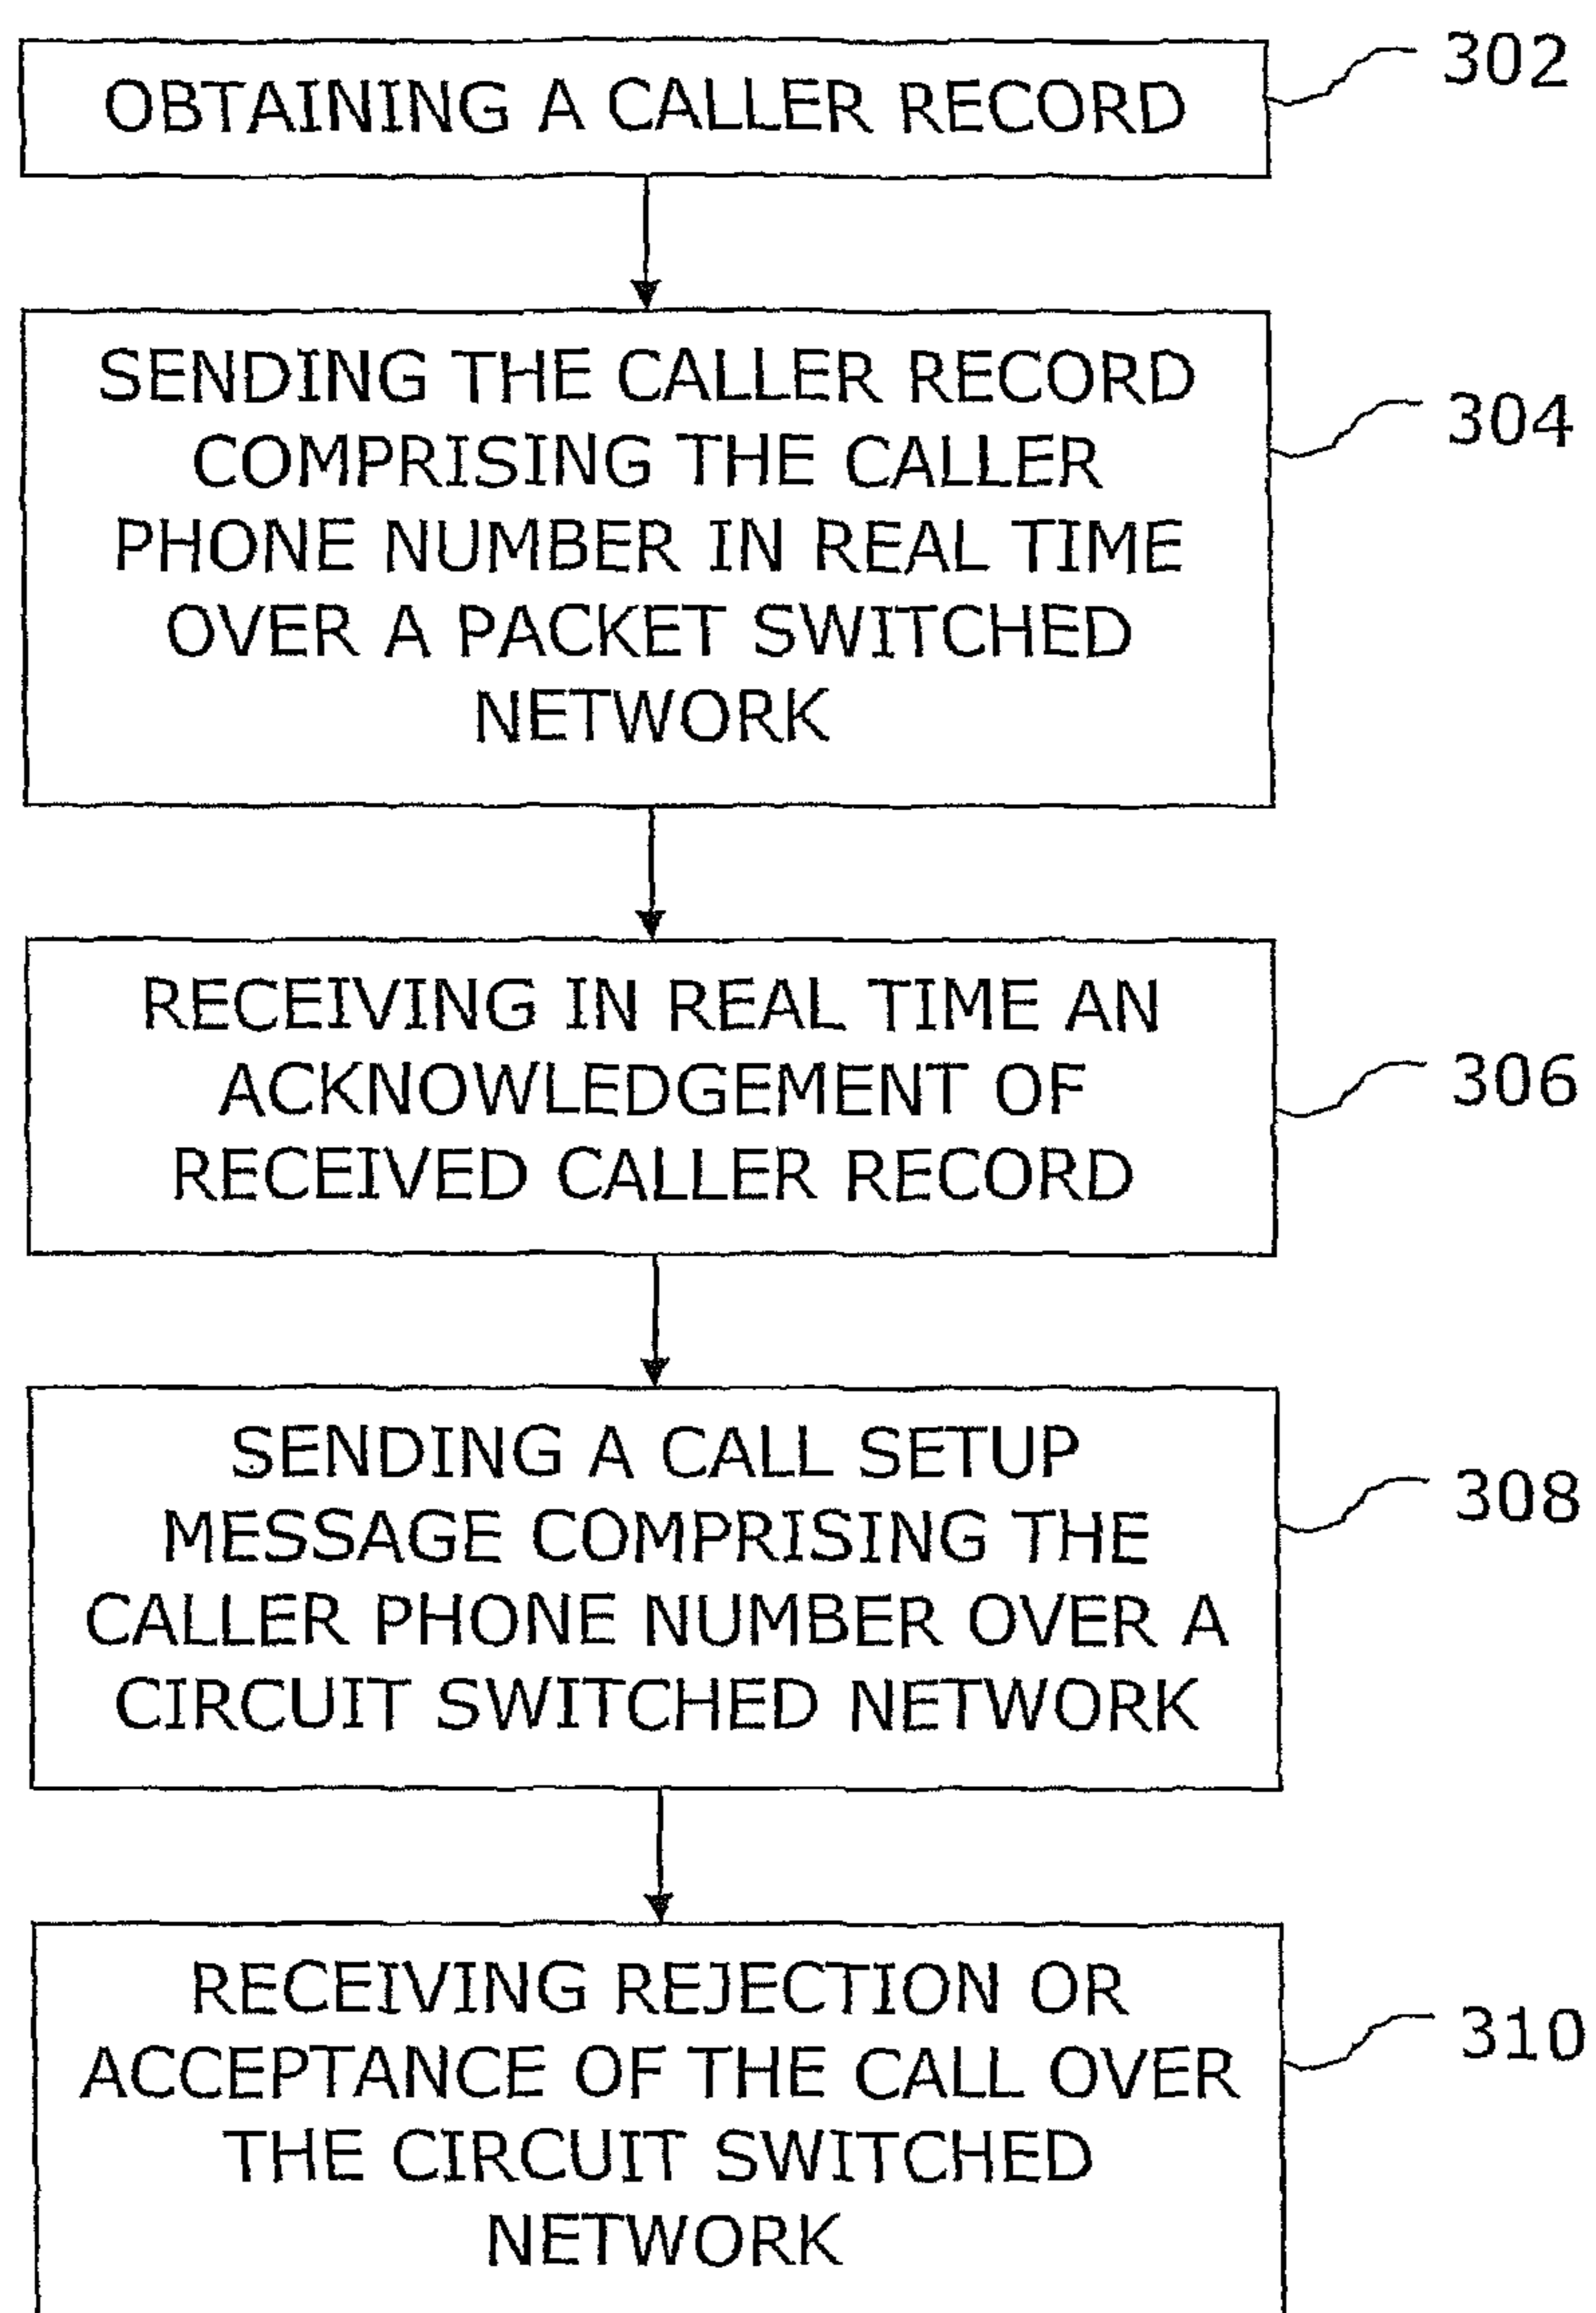 OBTAINING A CALLER RECORD
302
SENDING THE CALLER RECORD
COMPRISING THE CALLER
PHONE NUMBER IN REAL TIME
OVER A PACKET SWITCHED
NETWORK
304
RECEIVING IN REAL TIME AN
ACKNOWLEDGEMENT OF
RECEIVED CALLER RECORD
306
SENDING A CALL SETUP
MESSAGE COMPRISING THE
CALLER PHONE NUMBER OVER A
CIRCUIT SWITCHED NETWORK
308
RECEIVING REJECTION OR
ACCEPTANCE OF THE CALL OVER
THE CIRCUIT SWITCHED
NETWORK
310